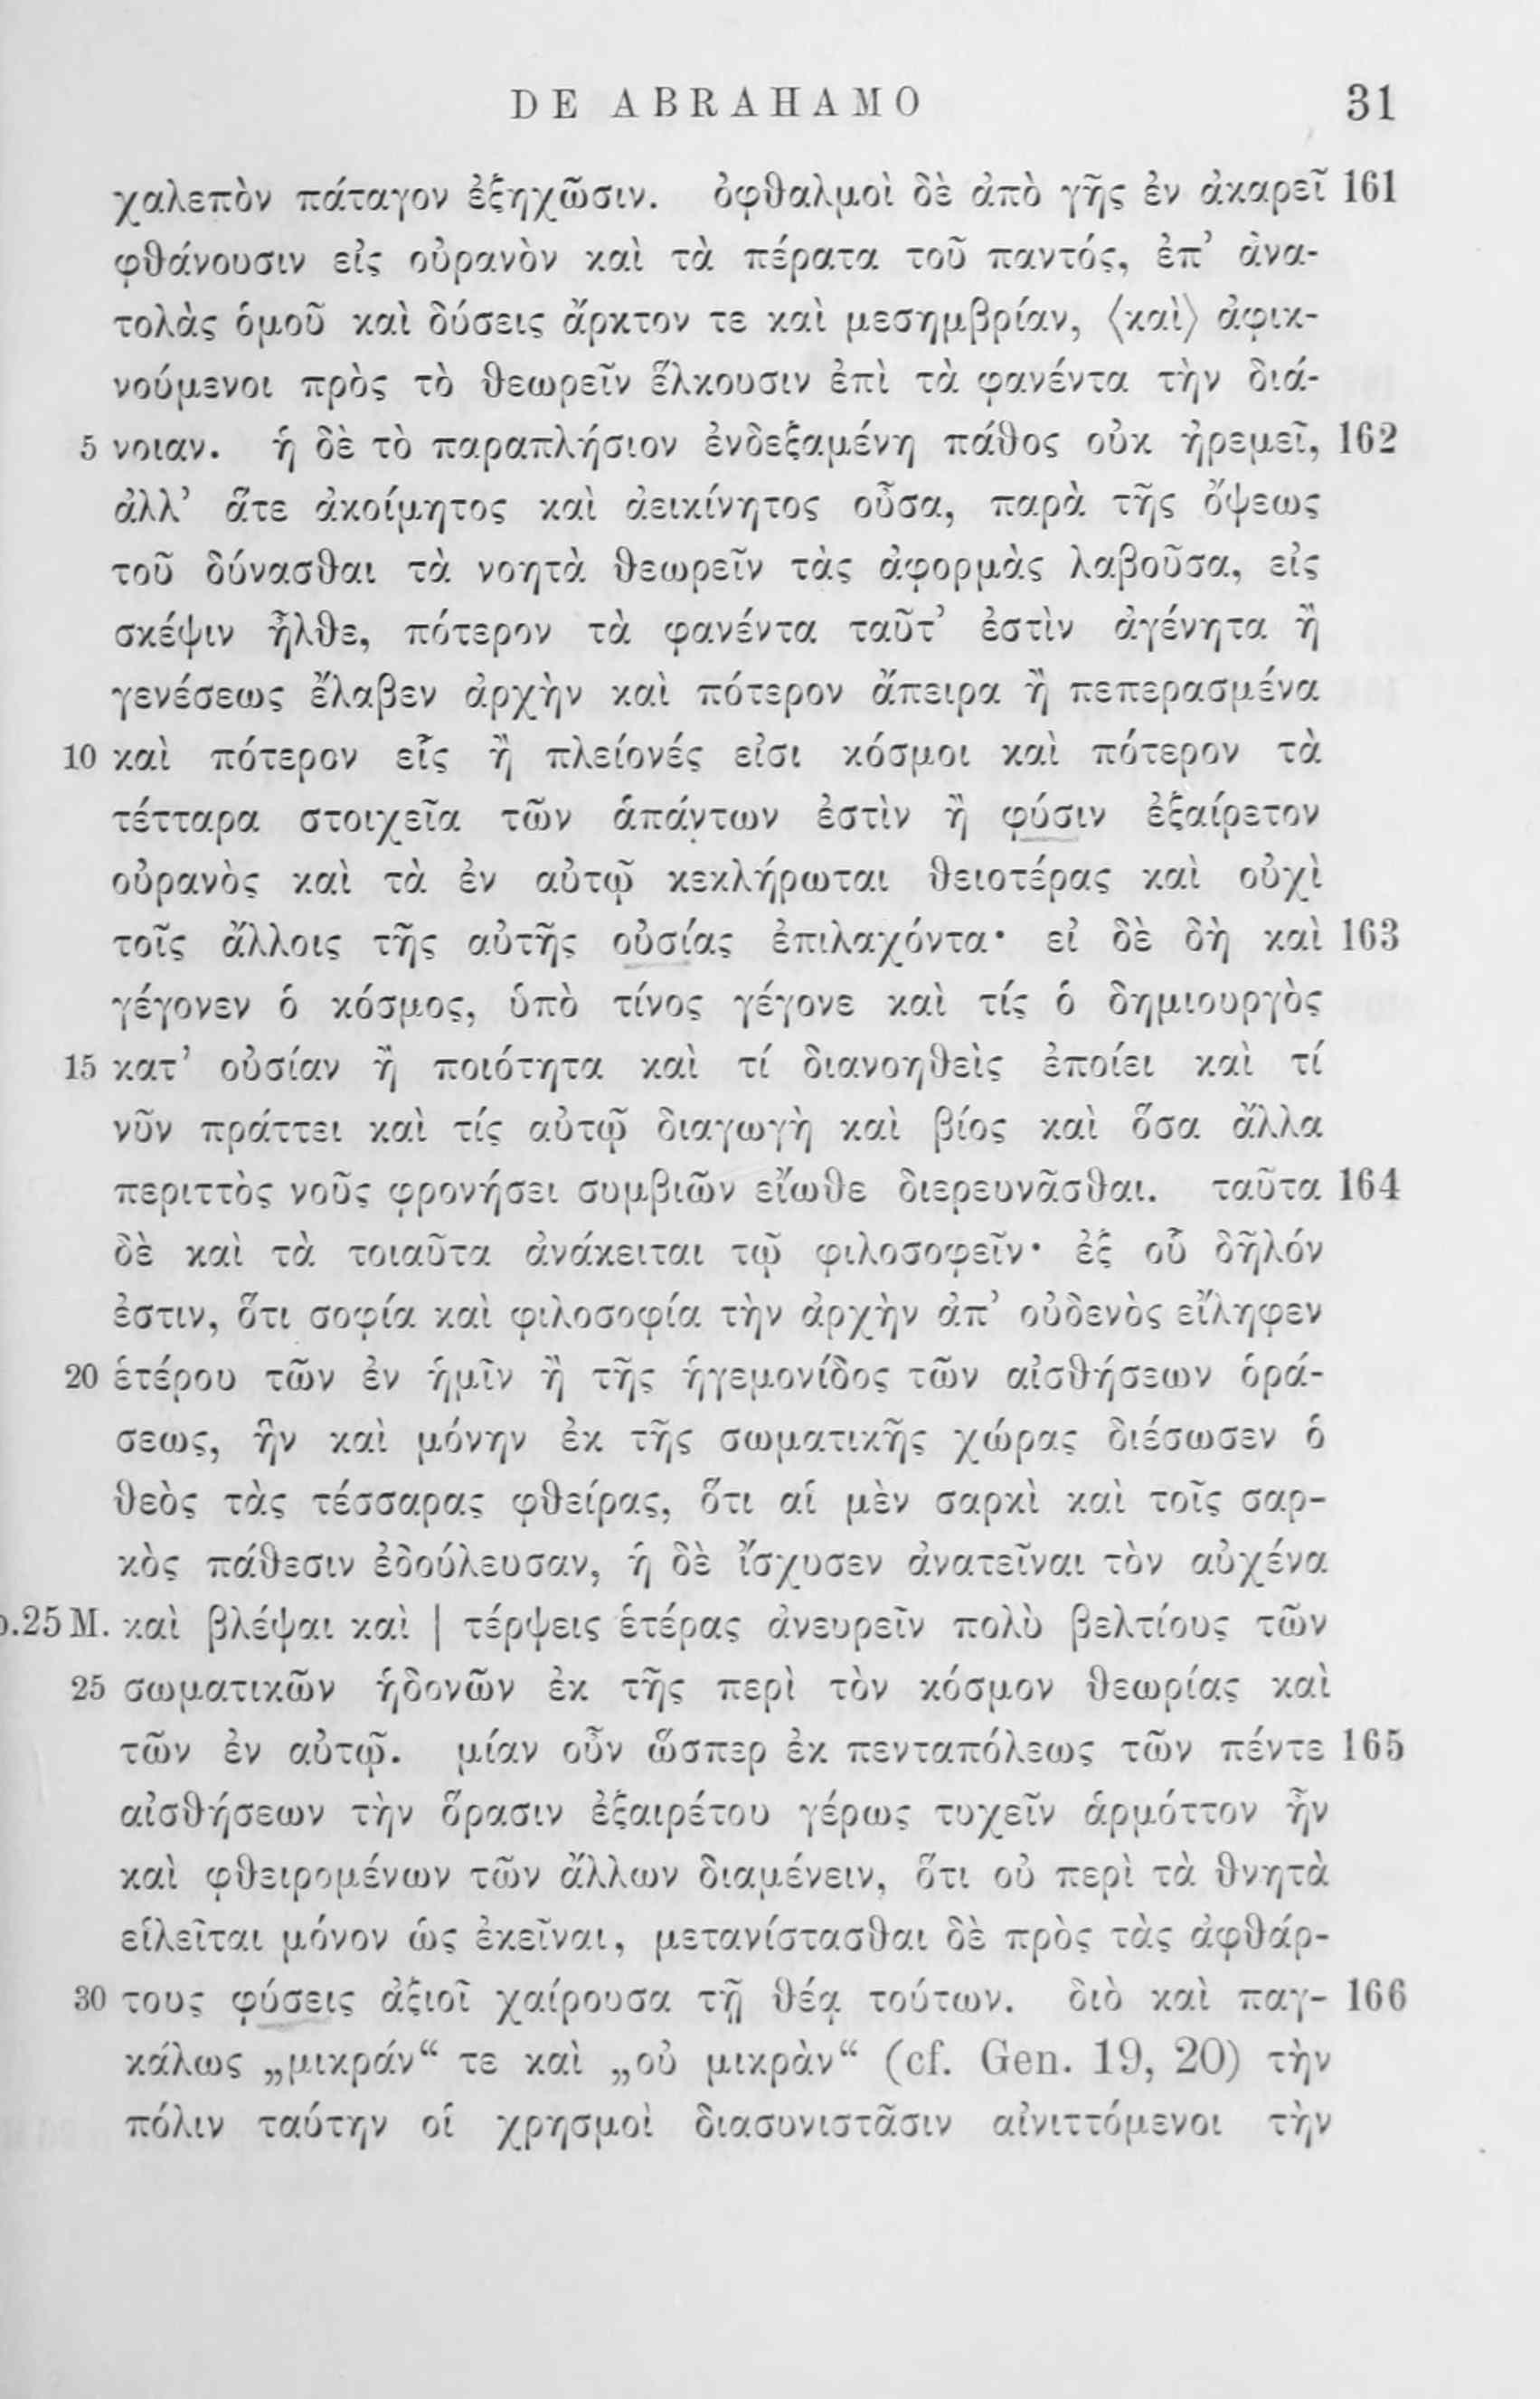 DE ABRAHAMO 31
χαλεπὸν πάταγον ἐξηχῶσιν. ὀφθαλμοὶ δὲ ἀπὸ γῆς ἐν ἀκαρεῖ 161
φθάνουσιν εἰς οὐρανὸν καὶ τὰ πέρατα τοῦ παντός, ἐπ’ ἀνα-
τολὰς ὁμοῦ καὶ δύσεις ἄρκτον τε καὶ μεσημβρίαν, ⟨καὶ⟩ ἀφικ-
νούμενοι πρὸς τὸ θεωρεῖν ἕλκουσιν ἐπὶ τὰ φανέντα τὴν διά-
5 νοιαν. ἡ δὲ τὸ παραπλήσιον ἐνδεξαμένη πάθος οὐκ ἠρεμεῖ, 162
ἀλλ’ ἅτε ἀκοίμητος καὶ ἀεικίνητος οὖσα, παρὰ τῆς ὄψεως
τοῦ δύνασθαι τὰ νοητὰ θεωρεῖν τὰς ἀφορμὰς λαβοῦσα, εἰς
σκέψιν ἦλθε, πότερον τὰ φανέντα ταῦτ’ ἐστὶν ἀγένητα ἢ
γενέσεως ἔλαβεν ἀρχὴν καὶ πότερον ἄπειρα ἢ πεπερασμένα
10 καὶ πότερον εἷς ἢ πλείονές εἰσι κόσμοι καὶ πότερον τὰ
τέτταρα στοιχεῖα τῶν ἁπάντων ἐστὶν ἢ φύσιν ἐξαίρετον
οὐρανὸς καὶ τὰ ἐν αὐτῷ κεκλήρωται θειοτέρας καὶ οὐχὶ
τοῖς ἄλλοις τῆς αὐτῆς οὐσίας ἐπιλαχόντα· εἰ δὲ δὴ καὶ 163
γέγονεν ὁ κόσμος, ὑπὸ τίνος γέγονε καὶ τίς ὁ δημιουργὸς
15 κατ’ οὐσίαν ἢ ποιότητα καὶ τί διανοηθεὶς ἐποίει καὶ τί
νῦν πράττει καὶ τίς αὐτῷ διαγωγὴ καὶ βίος καὶ ὅσα ἄλλα
περιττὸς νοῦς φρονήσει συμβιῶν εἴωθε διερευνᾶσθαι. ταῦτα 164
δὲ καὶ τὰ τοιαῦτα ἀνάκειται τῷ φιλοσοφεῖν· ἐξ οὗ δῆλόν
ἐστιν, ὅτι σοφία καὶ φιλοσοφία τὴν ἀρχὴν ἀπ’ οὐδενὸς εἴληφεν
20 ἑτέρου τῶν ἐν ἡμῖν ἢ τῆς ἡγεμονίδος τῶν αἰσθήσεων ὁρά-
σεως, ἣν καὶ μόνην ἐκ τῆς σωματικῆς χώρας διέσωσεν ὁ
θεὸς τὰς τέσσαρας φθείρας, ὅτι αἱ μὲν σαρκὶ καὶ τοῖς σαρ-
κὸς πάθεσιν ἐδούλευσαν, ἡ δὲ ἴσχυσεν ἀνατεῖναι τὸν αὐχένα
p.25 M. καὶ βλέψαι καὶ | τέρψεις ἑτέρας ἀνευρεῖν πολὺ βελτίους τῶν
25 σωματικῶν ἡδονῶν ἐκ τῆς περὶ τὸν κόσμον θεωρίας καὶ
τῶν ἐν αὐτῷ. μίαν οὖν ὥσπερ ἐκ πενταπόλεως τῶν πέντε 165
αἰσθήσεων τὴν ὅρασιν ἐξαιρέτου γέρως τυχεῖν ἁρμόττον ἦν
καὶ φθειρομένων τῶν ἄλλων διαμένειν, ὅτι οὐ περὶ τὰ θνητὰ
εἱλεῖται μόνον ὡς ἐκεῖναι, μετανίστασθαι δὲ πρὸς τὰς ἀφθάρ-
30 τους φύσεις ἀξιοῖ χαίρουσα τῇ θέᾳ τούτων. διὸ καὶ παγ- 166
κάλως „μικράν“ τε καὶ „οὐ μικρὰν“ (cf. Gen. 19, 20) τὴν
πόλιν ταύτην οἱ χρησμοὶ διασυνιστᾶσιν αἰνιττόμενοι τὴν